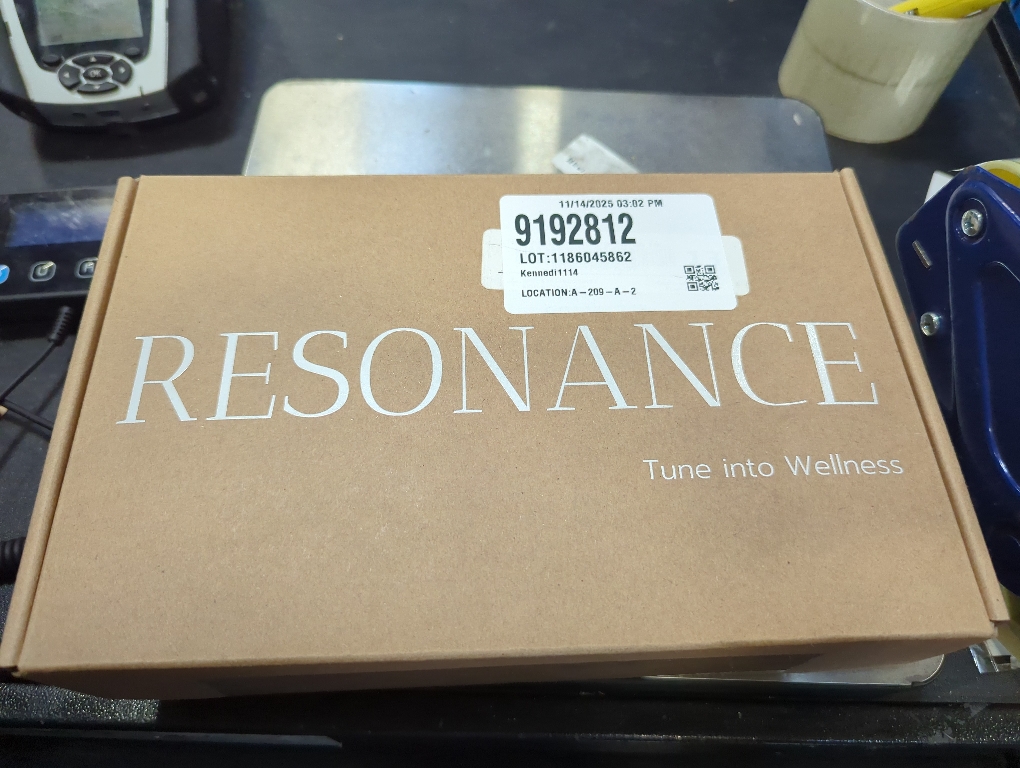 11/14/2025 03:02 PM
9192812
LOT:1186045862
Kennedi1114
LOCATION:A-209-A-2
RESONANCE
Tune into Wellness